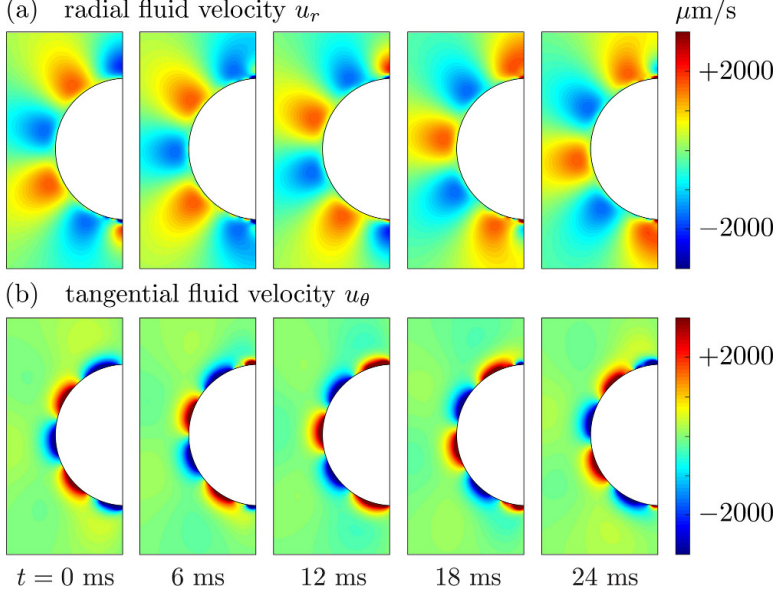 (a) radial fluid velocity u_r
μm/s
+2000
−2000
(b) tangential fluid velocity u_θ
+2000
−2000
t = 0 ms 6 ms 12 ms 18 ms 24 ms